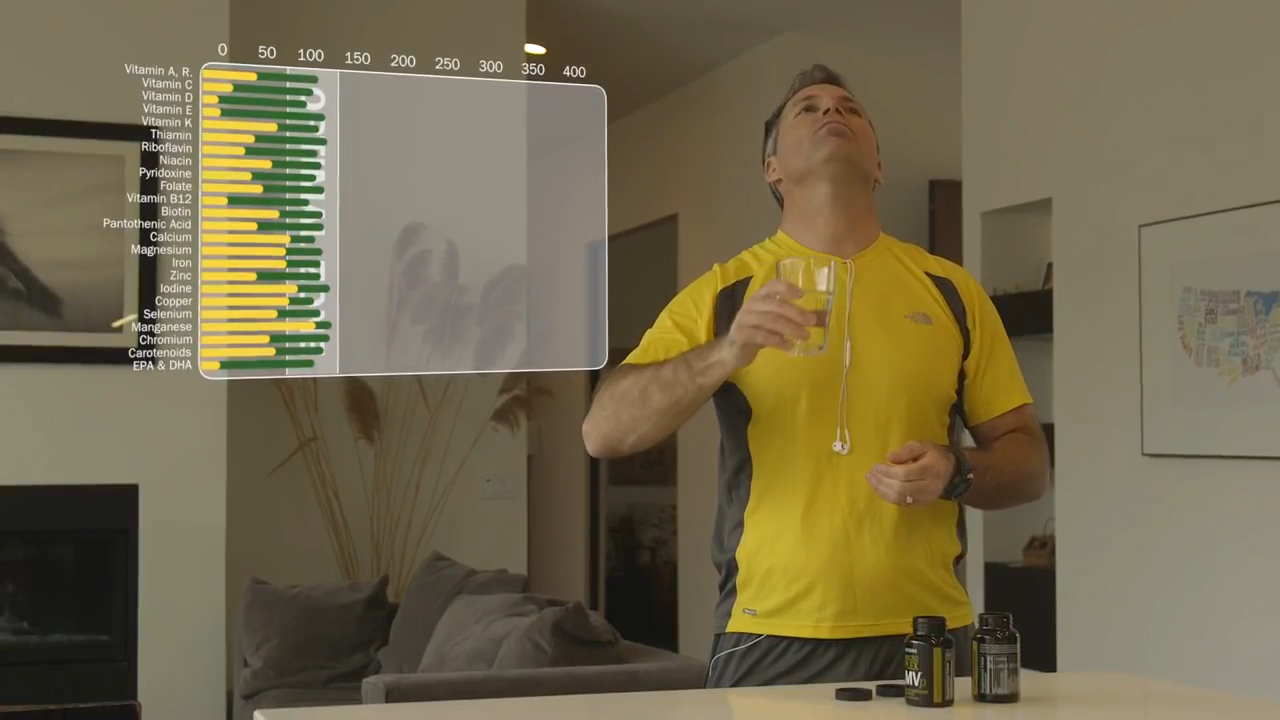 0 50 100 150 200 250 300 350 400
Vitamin A, R.
Vitamin C
Vitamin D
Vitamin E
Vitamin K
Thiamin
Riboflavin
Niacin
Pyridoxine
Folate
Vitamin B12
Biotin
Pantothenic Acid
Calcium
Magnesium
Iron
Zinc
Iodine
Copper
Selenium
Manganese
Chromium
Carotenoids
EPA & DHA
MV